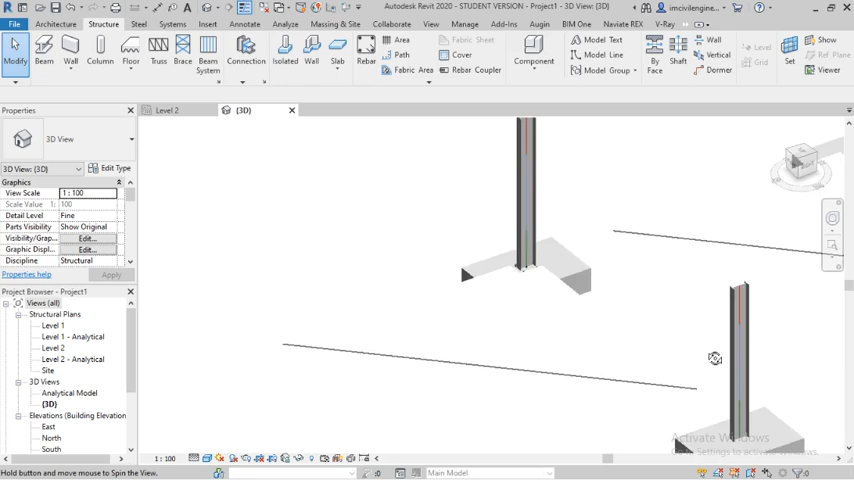 Autodesk Revit 2020 - STUDENT VERSION - Project1 - 3D View: {3D}
imcivilengine...
File Architecture Structure Steel Systems Insert Annotate Analyze Massing & Site Collaborate View Manage Add-Ins Augin BIM One Naviate REX V-Ray
Modify Beam Wall Column Floor Truss Brace Beam System Connection Isolated Wall Slab Rebar Component By Face Shaft Set
Area Fabric Sheet Model Text Wall Level Show
Path Cover Model Line Vertical Grid Ref Plane
Fabric Area Rebar Coupler Model Group Dormer Viewer
Properties
Level 2
{3D}
3D View
3D View: {3D}
Edit Type
Graphics
View Scale 1 : 100
Scale Value 1: 100
Detail Level Fine
Parts Visibility Show Original
Visibility/Grap... Edit...
Graphic Displ... Edit...
Discipline Structural
Properties help
Apply
Project Browser - Project1
Views (all)
Structural Plans
Level 1
Level 1 - Analytical
Level 2
Level 2 - Analytical
Site
3D Views
Analytical Model
{3D}
Elevations (Building Elevation
East
North
South
Activate Windows
Go to Settings to activate Windows.
1 : 100
Hold button and move mouse to Spin the View.
:0
Main Model
:0